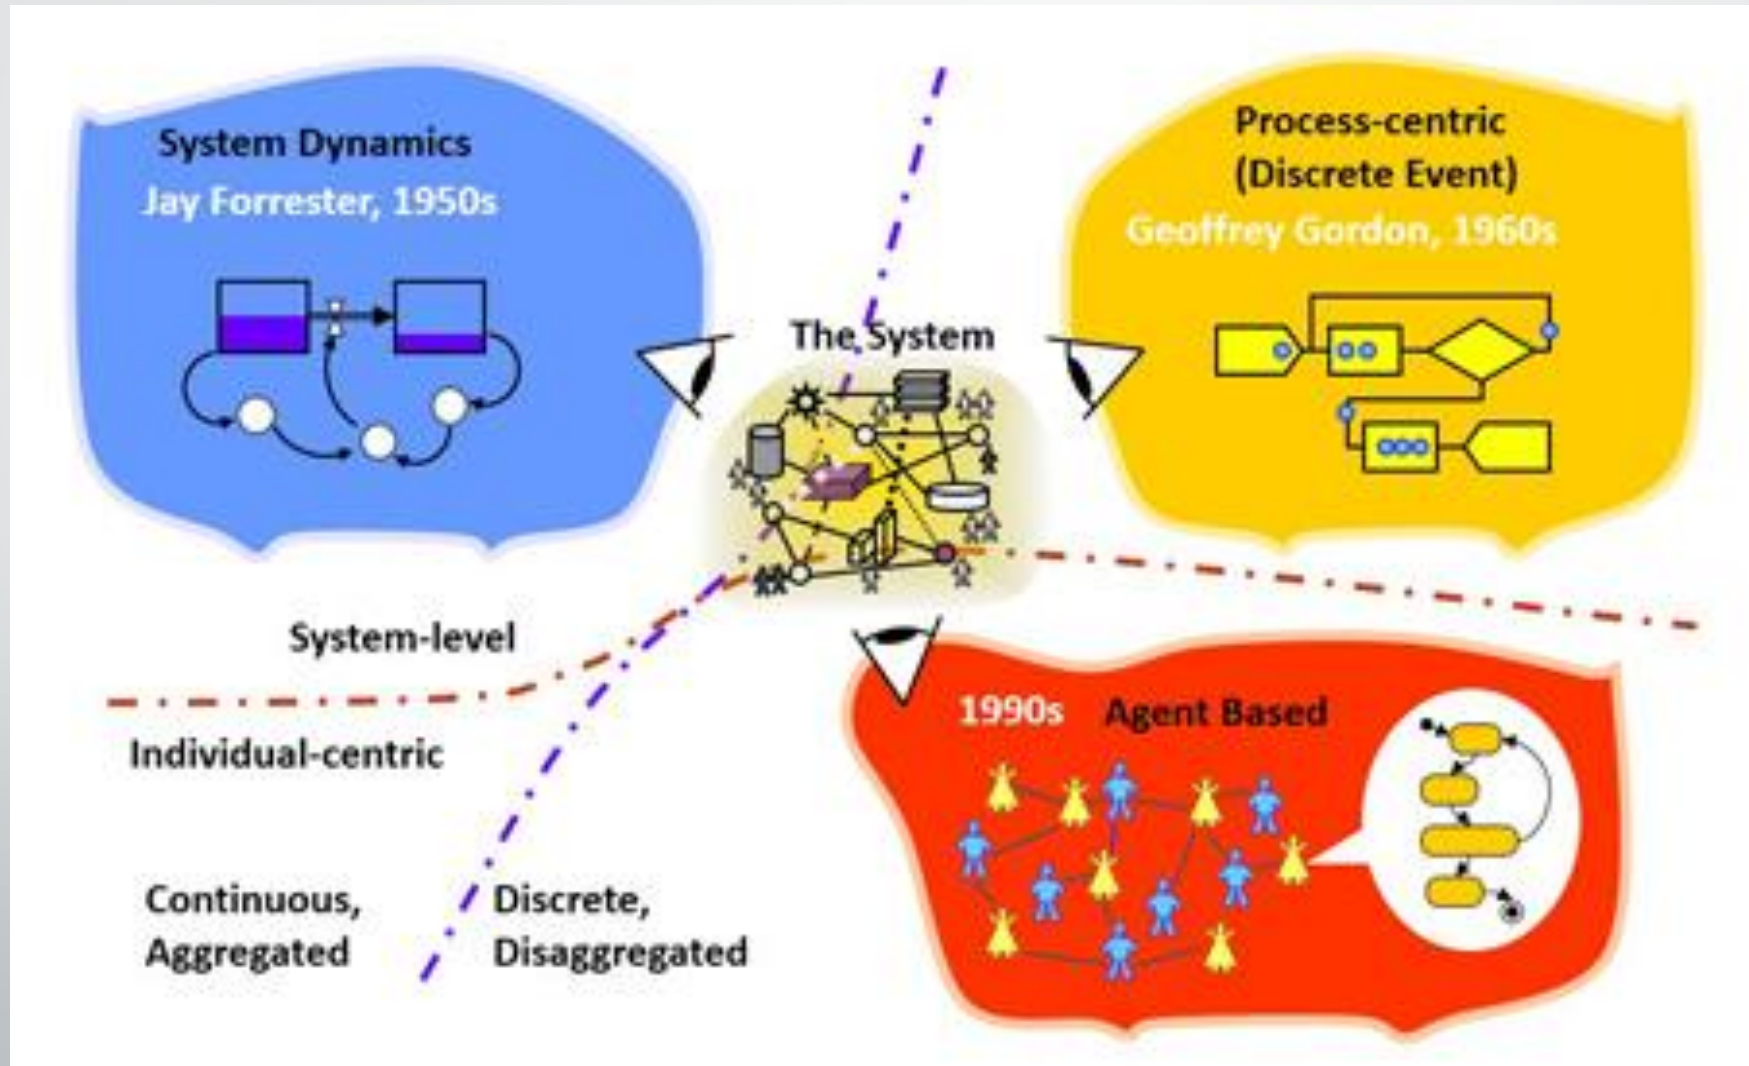 System Dynamics
Jay Forrester, 1950s
Process-centric
(Discrete Event)
Geoffrey Gordon, 1960s
The System
System-level
Individual-centric
1990s Agent Based
Continuous,
Aggregated
Discrete,
Disaggregated